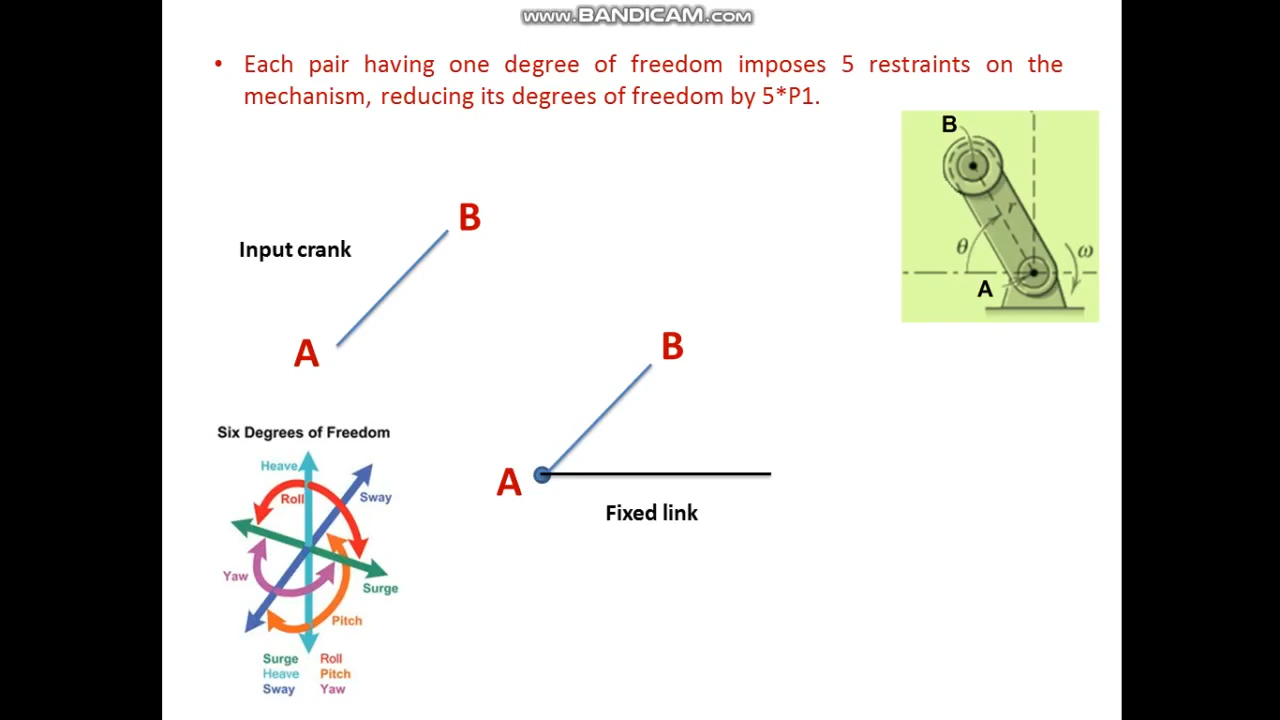 www.BANDICAM.com
• Each pair having one degree of freedom imposes 5 restraints on the
mechanism, reducing its degrees of freedom by 5*P1.
B
r
θ
ω
A
B
Input crank
A
B
A
Fixed link
Six Degrees of Freedom
Heave
Roll
Sway
Yaw
Surge
Pitch
Surge Roll
Heave Pitch
Sway Yaw